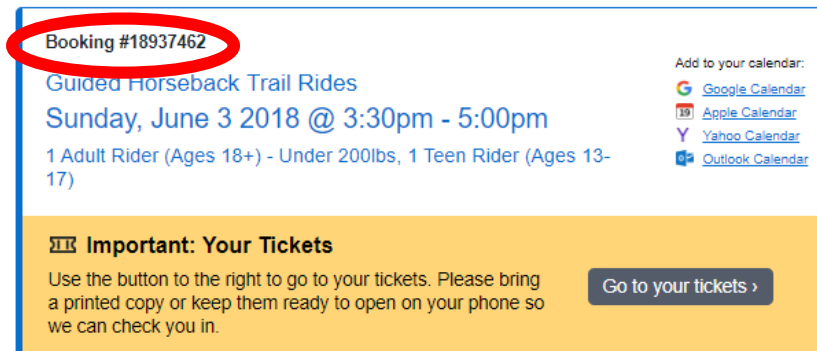 Booking #18937462
Guided Horseback Trail Rides
Sunday, June 3 2018 @ 3:30pm - 5:00pm
1 Adult Rider (Ages 18+) - Under 200lbs, 1 Teen Rider (Ages 13-
17)
Add to your calendar:
Google Calendar
19 Apple Calendar
Yahoo Calendar
Outlook Calendar
Important: Your Tickets
Use the button to the right to go to your tickets. Please bring
a printed copy or keep them ready to open on your phone so
we can check you in.
Go to your tickets ›